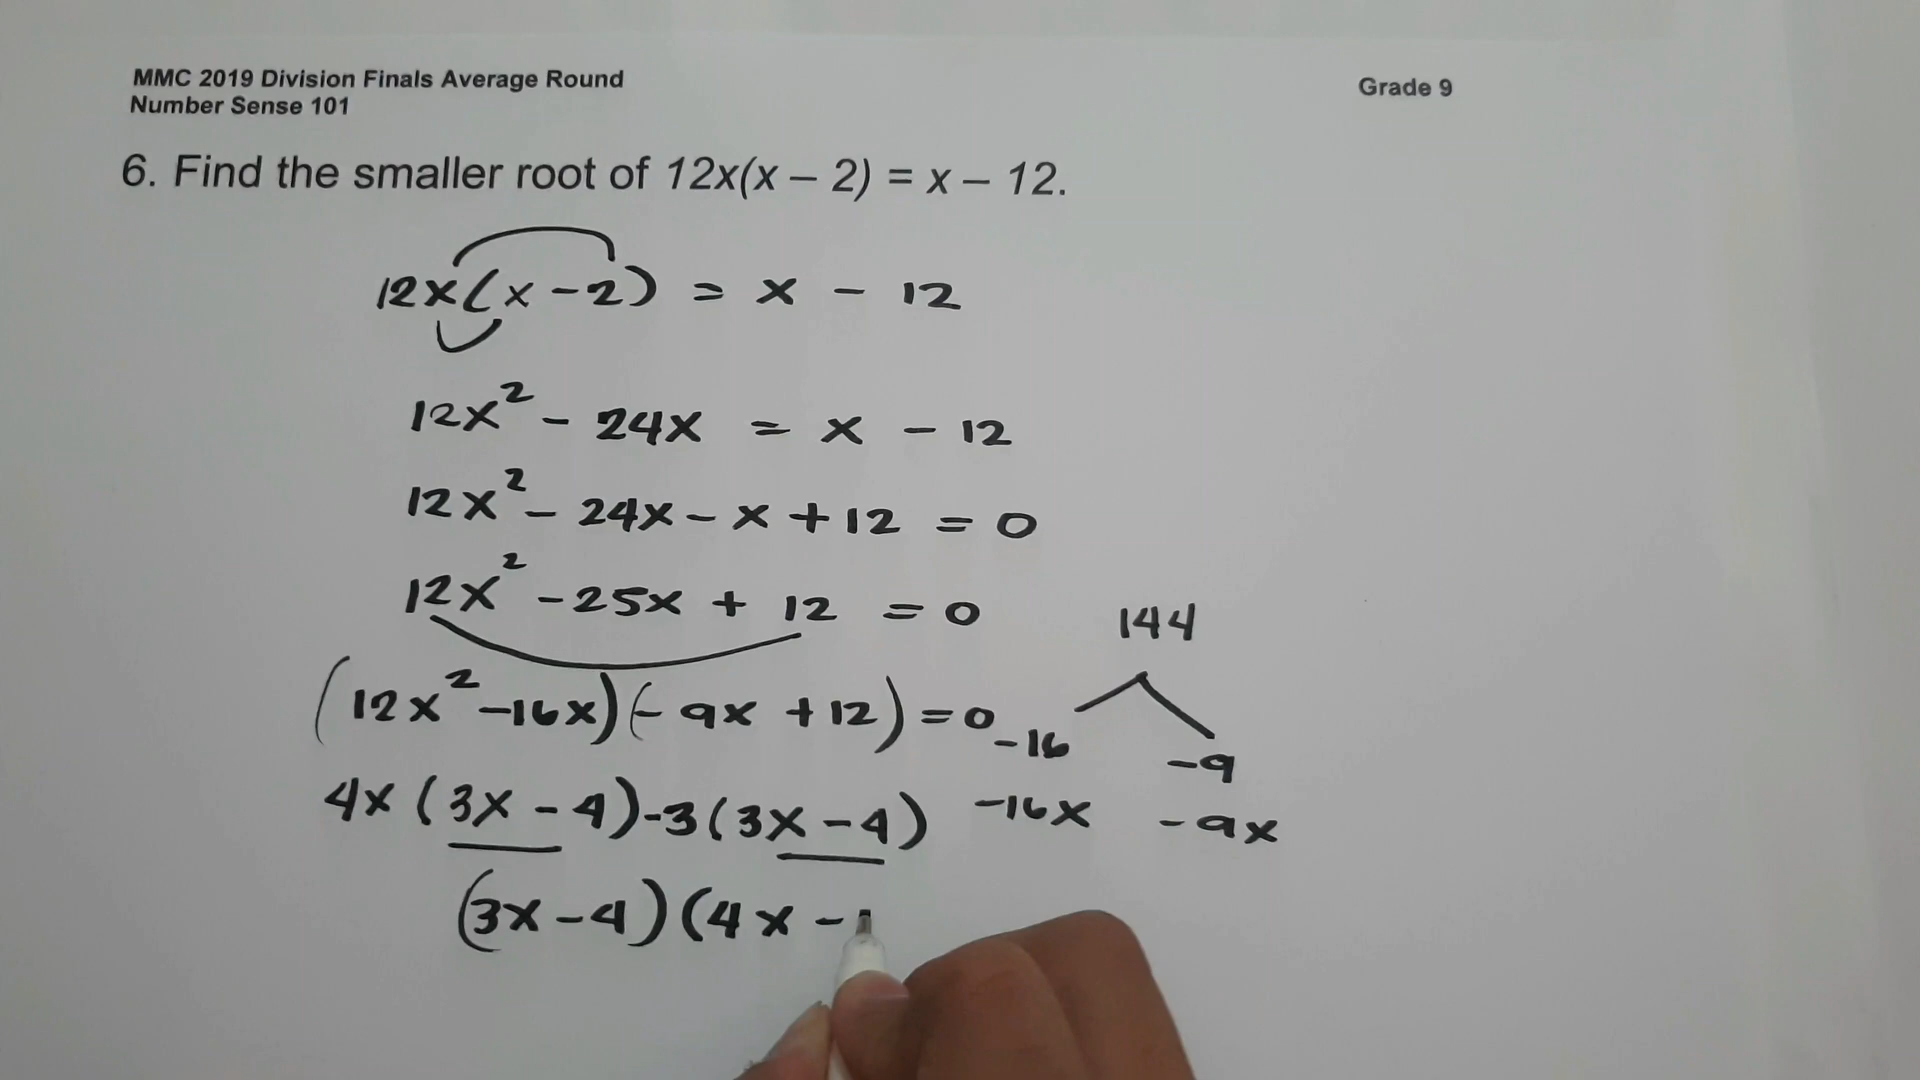 MMC 2019 Division Finals Average Round
Grade 9
Number Sense 101
6. Find the smaller root of 12x(x – 2) = x – 12.
12x(x - 2) = x - 12
12x² - 24x = x - 12
12x² - 24x - x + 12 = 0
12x² - 25x + 12 = 0
144
(12x² - 16x)(- 9x + 12) = 0
-16
-9
4x(3x - 4) - 3(3x - 4)
-16x
-9x
(3x - 4)(4x -